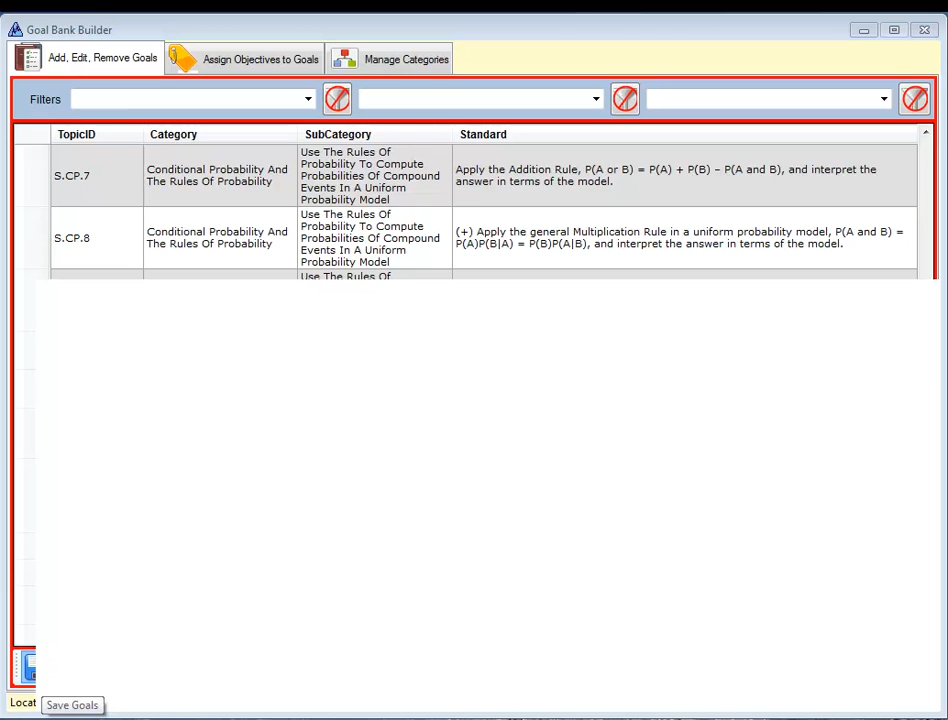 Goal Bank Builder
Add, Edit, Remove Goals Assign Objectives to Goals Manage Categories
Filters
TopicID Category SubCategory Standard
S.CP.7
Conditional Probability And
The Rules Of Probability
Use The Rules Of
Probability To Compute
Probabilities Of Compound
Events In A Uniform
Probability Model
Apply the Addition Rule, P(A or B) = P(A) + P(B) – P(A and B), and interpret the
answer in terms of the model.
S.CP.8
Conditional Probability And
The Rules Of Probability
Use The Rules Of
Probability To Compute
Probabilities Of Compound
Events In A Uniform
Probability Model
(+) Apply the general Multiplication Rule in a uniform probability model, P(A and B) =
P(A)P(B|A) = P(B)P(A|B), and interpret the answer in terms of the model.
Use The Rules Of
Locat
Save Goals